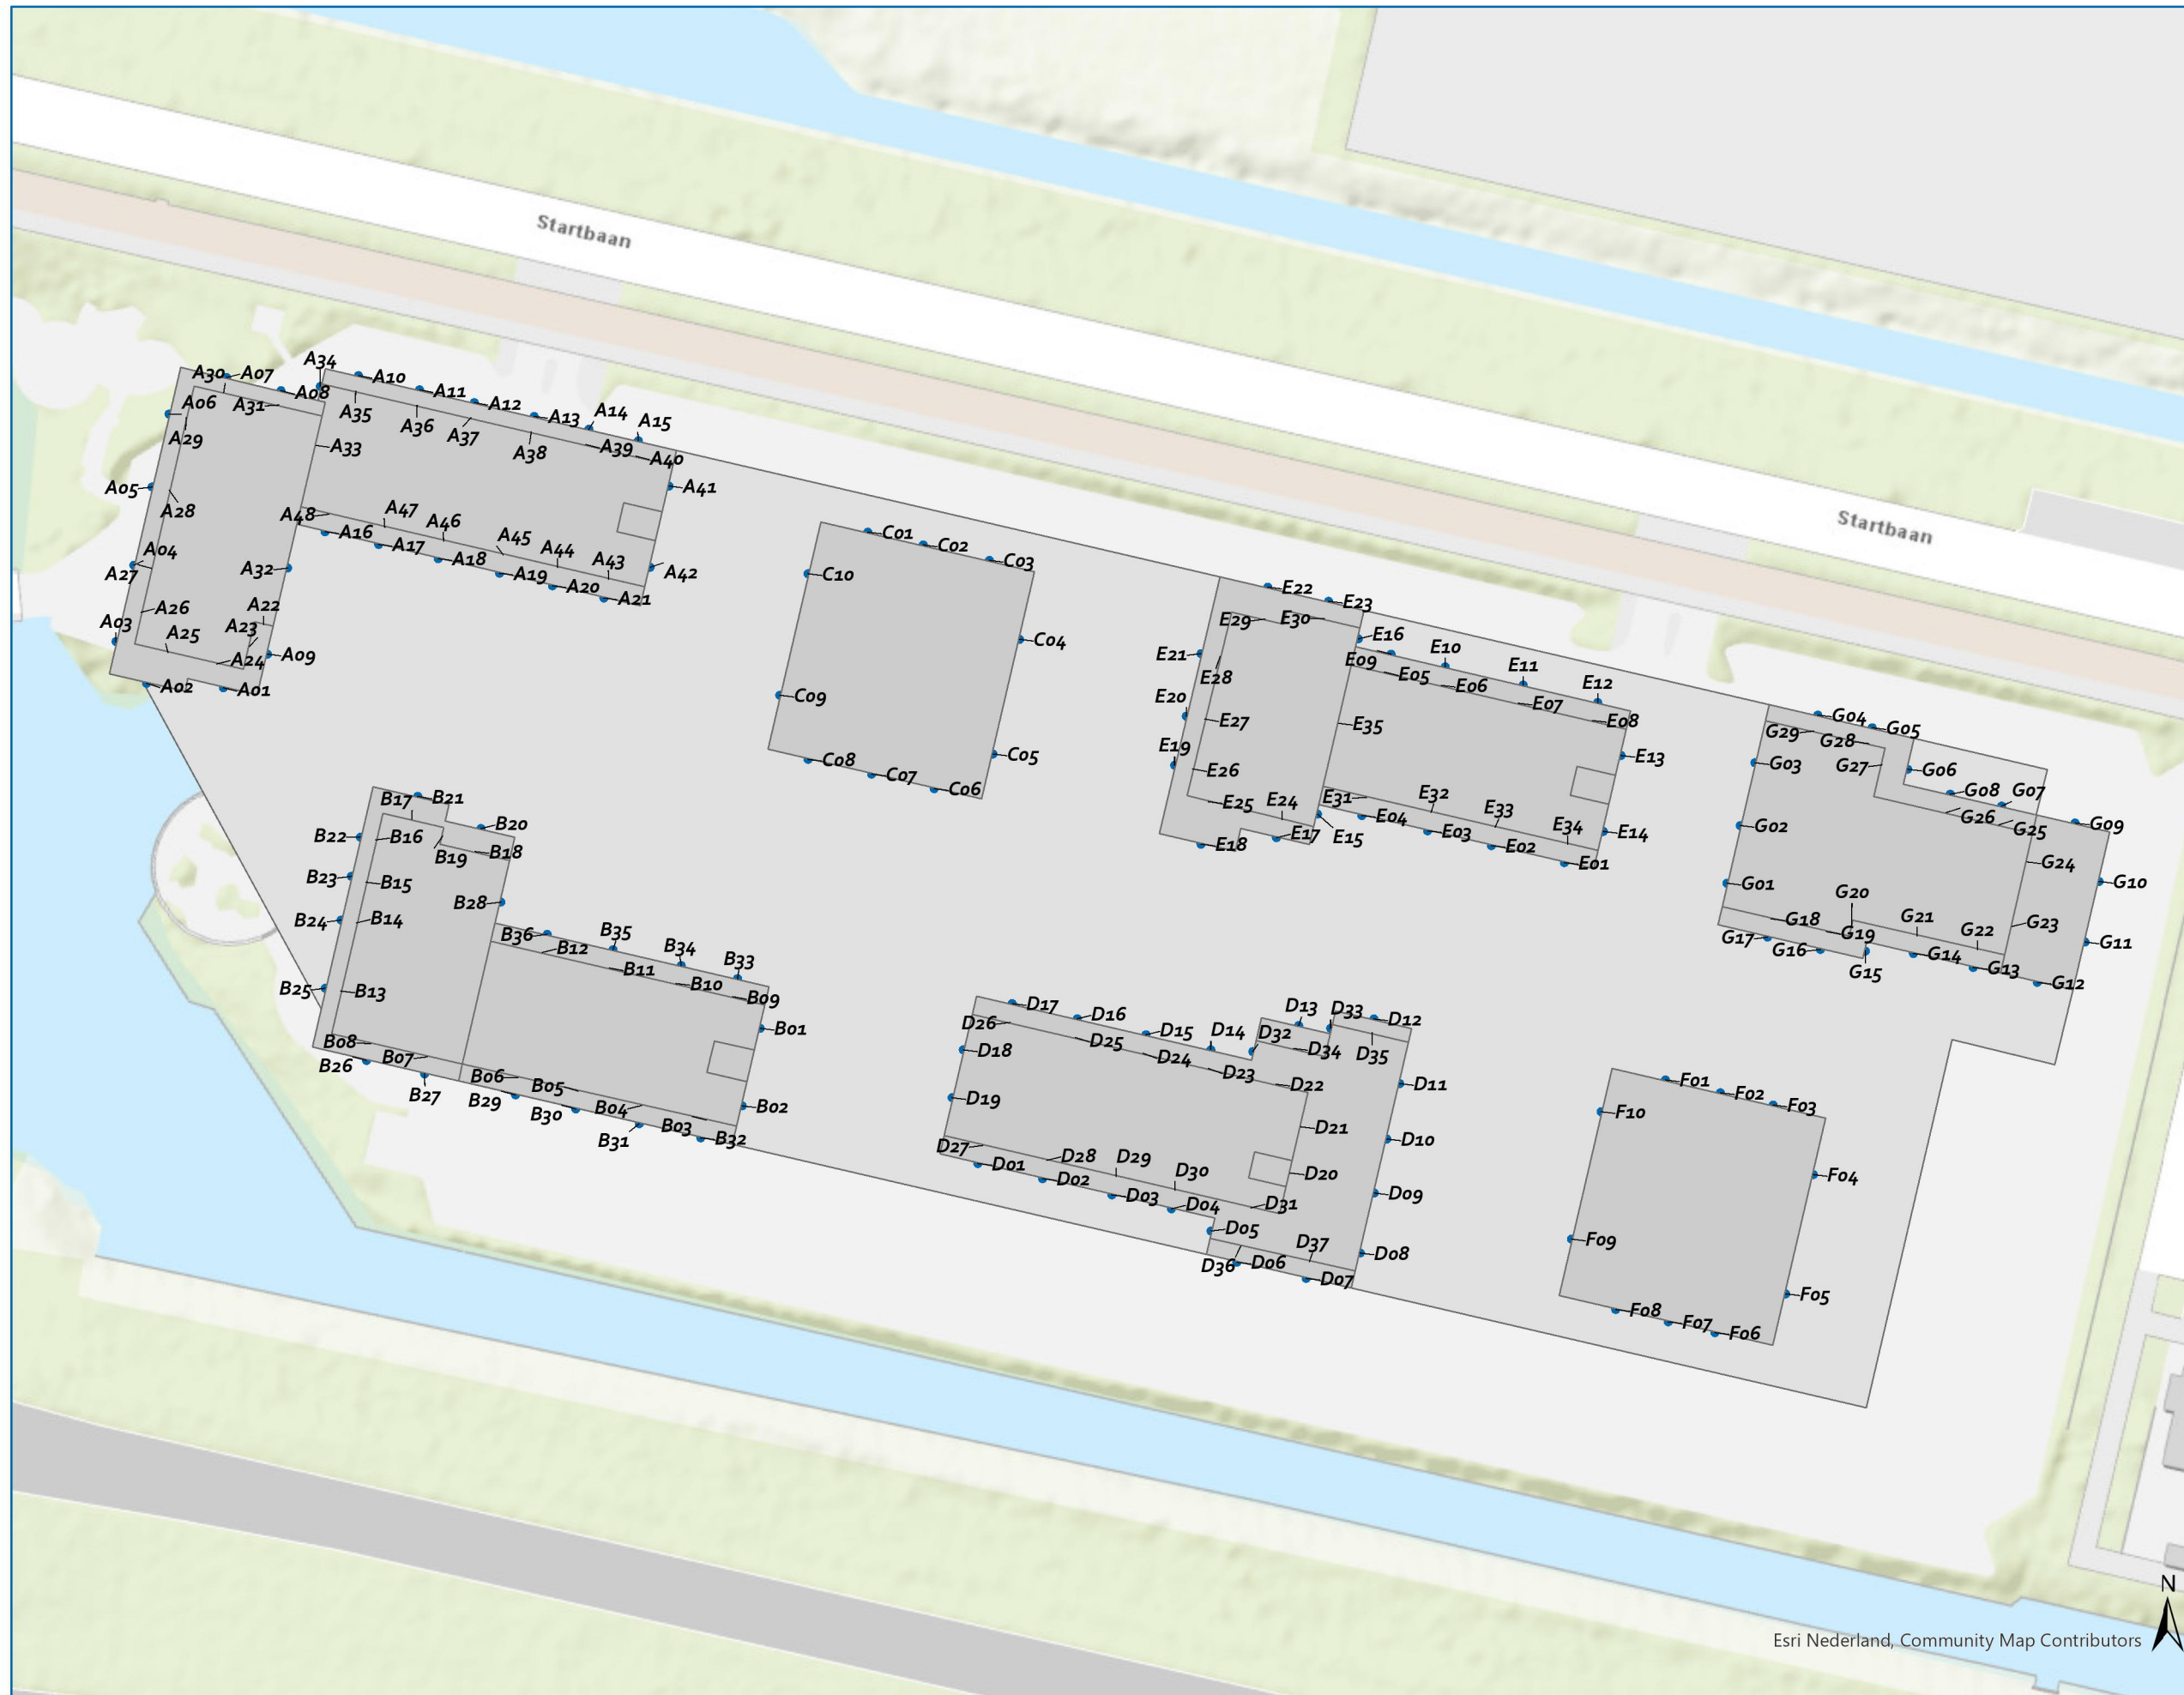 Startbaan
Startbaan
A34
A30
A07
A10
A08
A06
A31
A11
A12
A35
A13
A14
A15
A36
A37
A29
A33
A38
A39
A40
A05
A28
A41
A48
A47
A46
A16
A45
A17
A44
A04
A18
A43
A27
A32
A19
A42
A20
A21
A26
A22
A03
A25
A23
A24
A09
A02
A01
C01
C02
C03
C10
C04
C09
C05
C08
C07
C06
E22
E23
E29
E30
E16
E10
E21
E09
E11
E05
E28
E06
E12
E20
E07
E27
E35
E08
E19
E13
E26
E25
E24
E31
E32
E33
E04
E34
E18
E17
E15
E03
E14
E02
E01
G04
G29
G28
G05
G03
G27
G06
G08
G07
G02
G26
G25
G09
G24
G01
G10
G20
G18
G21
G17
G19
G22
G23
G16
G15
G14
G11
G13
G12
B17
B21
B22
B16
B20
B19
B18
B23
B15
B28
B24
B14
B36
B35
B12
B34
B11
B33
B25
B13
B10
B09
B08
B01
B07
B26
B27
B06
B05
B29
B04
B02
B30
B31
B03
B32
D17
D16
D13
D33
D12
D26
D15
D14
D32
D25
D34
D35
D18
D24
D23
D22
D11
D19
D21
D27
D28
D29
D10
D01
D30
D20
D02
D03
D31
D09
D04
D05
D37
D36
D06
D08
D07
F01
F02
F03
F10
F04
F09
F05
F08
F07
F06
N
Esri Nederland, Community Map Contributors